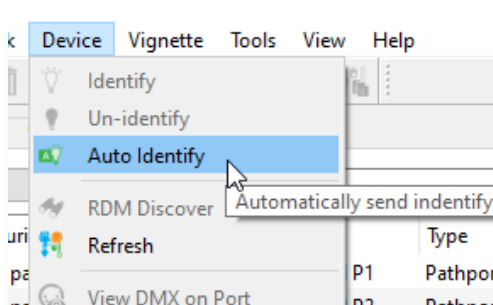 Device Vignette Tools View Help
Identify
Un-identify
Auto Identify
Automatically send indentify
RDM Discover
Type
Refresh
P1 Pathpor
View DMX on Port